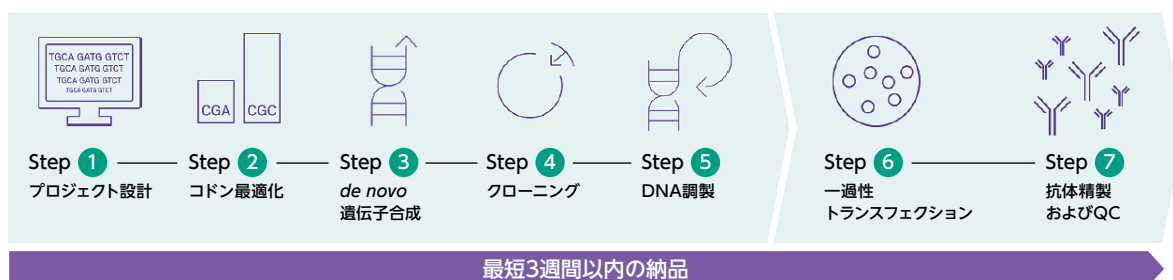 TGCA GATG GTCT
TGCA GATG GTCT
TGCA GATG GTCT
TGCA GATG GTCT
CGA CGC
Step 1
プロジェクト設計
Step 2
コドン最適化
Step 3
de novo
遺伝子合成
Step 4
クローニング
Step 5
DNA調製
Step 6
一過性
トランスフェクション
Step 7
抗体精製
およびQC
最短3週間以内の納品